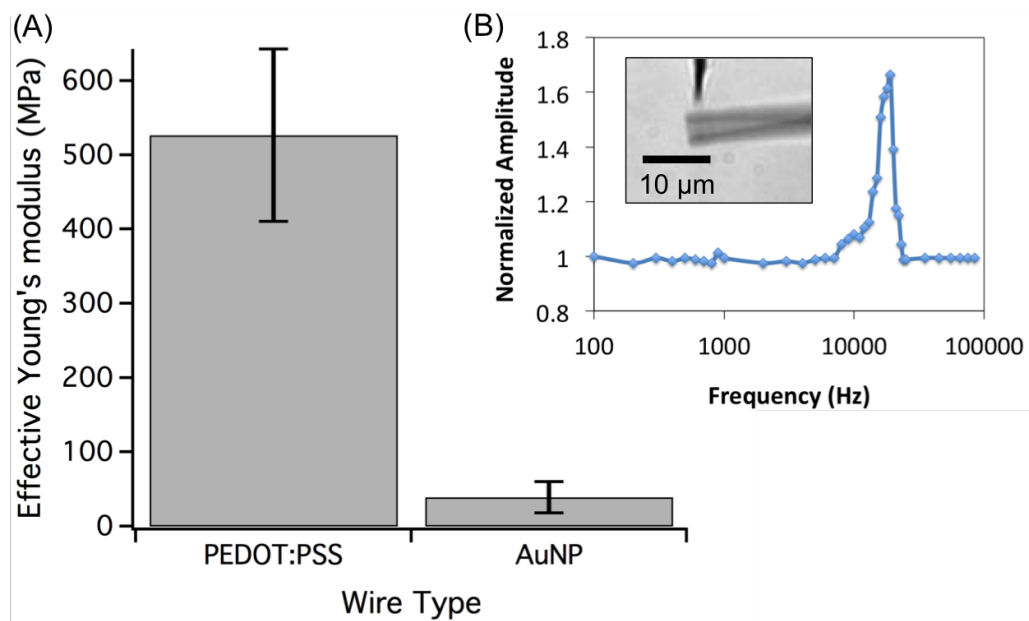 (A)
Effective Young's modulus (MPa)
600
500
400
300
200
100
0
PEDOT:PSS
AuNP
Wire Type
(B)
Normalized Amplitude
1.8
1.6
1.4
1.2
1
0.8
10 µm
100
1000
10000
100000
Frequency (Hz)